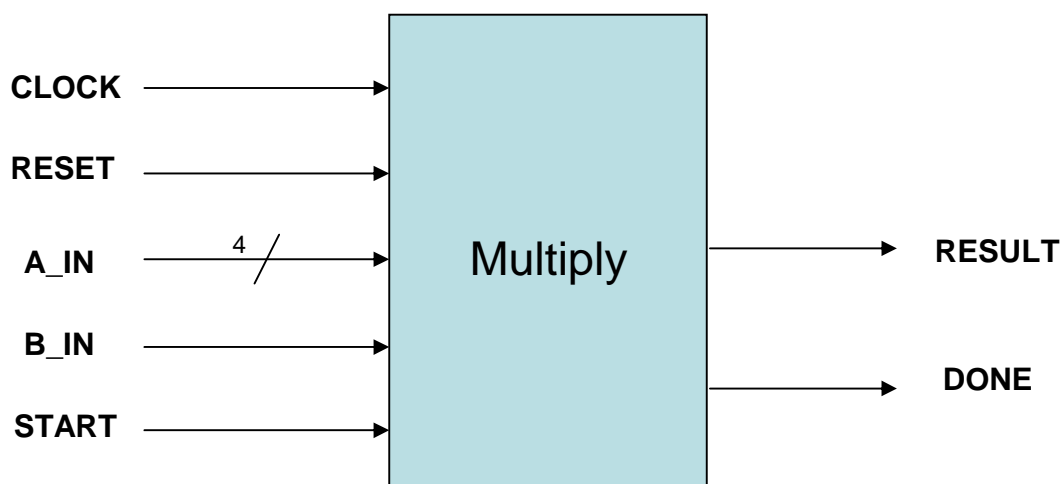 CLOCK
RESET
4
A_IN
Multiply
RESULT
B_IN
DONE
START